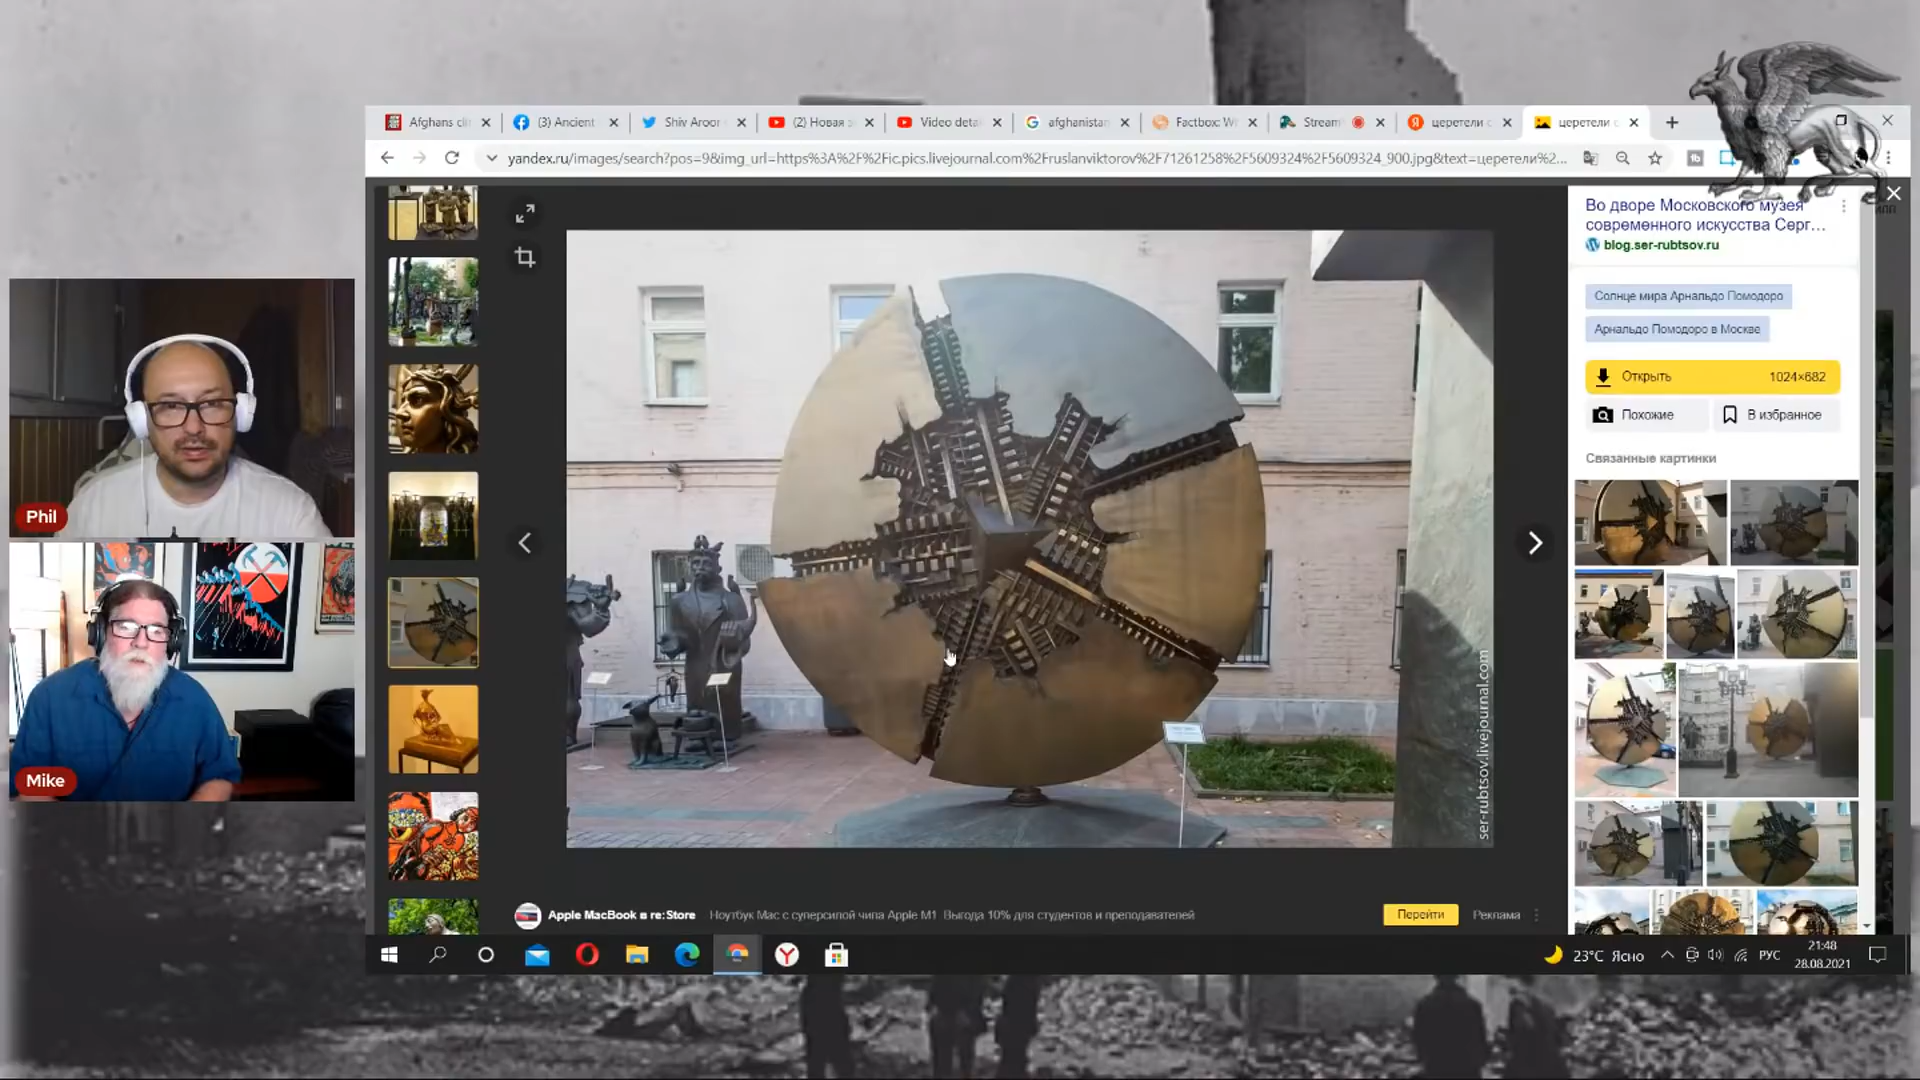 Afghans cli
(3) Ancient
Shiv Aroor
(2) Новая з
Video detai
afghanistan
Factbox: W
Stream
церетели с
церетели с
yandex.ru/images/search?pos=9&img_url=https%3A%2F%2Fic.pics.livejournal.com%2Fruslanviktorov%2F71261258%2F5609324%2F5609324_900.jpg&text=церетели%2...
Во дворе Московского музея
современного искусства Серг...
blog.ser-rubtsov.ru
Солнце мира Арнальдо Помодоро
Арнальдо Помодоро в Москве
Открыть 1024×682
Похожие
В избранное
Связанные картинки
Phil
Mike
ser-rubtsov.livejournal.com
Apple MacBook в re:Store Ноутбук Mac с суперсилой чипа Apple M1 Выгода 10% для студентов и преподавателей
Перейти
Реклама
23°C Ясно
РУС
21:48
28.08.2021